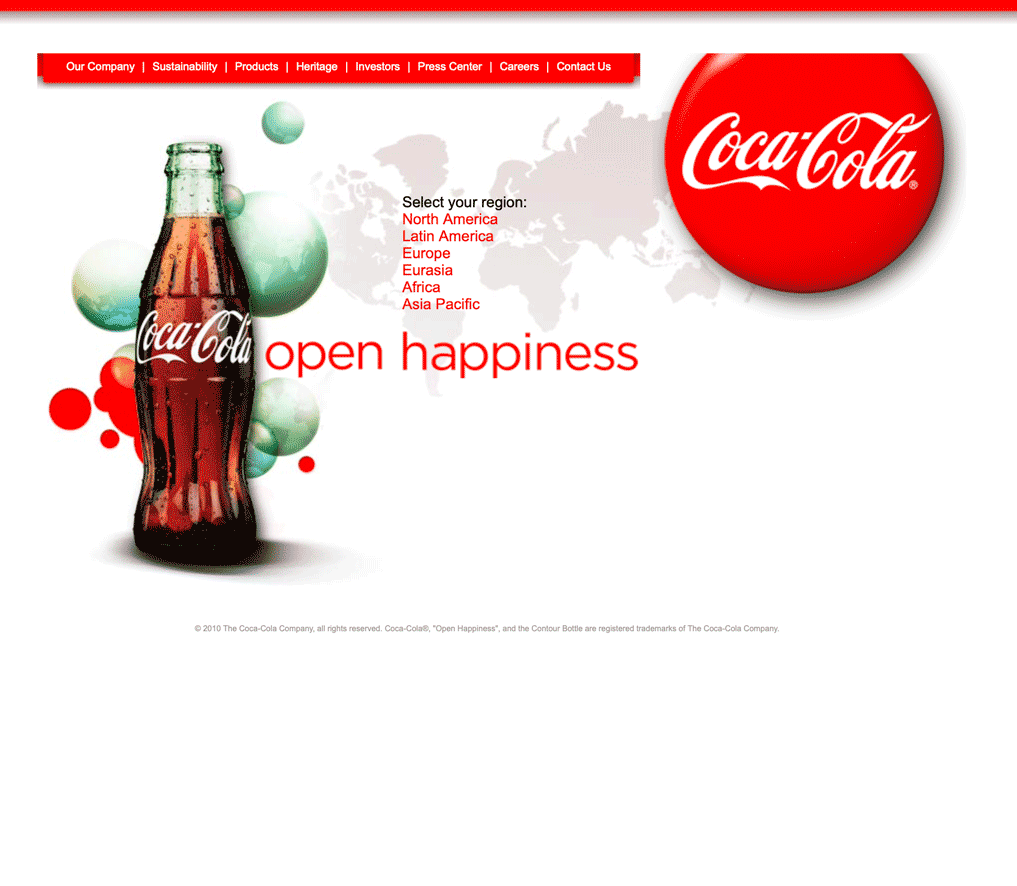 Our Company | Sustainability | Products | Heritage | Investors | Press Center | Careers | Contact Us
Coca-Cola®
Select your region:
North America
Latin America
Europe
Eurasia
Africa
Asia Pacific
Coca-Cola
open happiness
© 2010 The Coca-Cola Company, all rights reserved. Coca-Cola®, "Open Happiness", and the Contour Bottle are registered trademarks of The Coca-Cola Company.